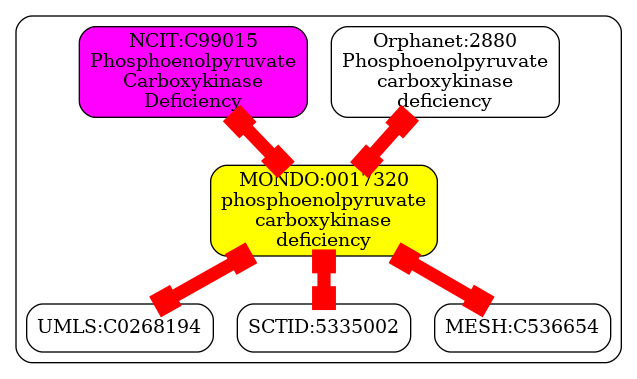 NCIT:C99015
Phosphoenolpyruvate
Carboxykinase
Deficiency
Orphanet:2880
Phosphoenolpyruvate
carboxykinase
deficiency
MONDO:0017320
phosphoenolpyruvate
carboxykinase
deficiency
UMLS:C0268194
SCTID:5335002
MESH:C536654